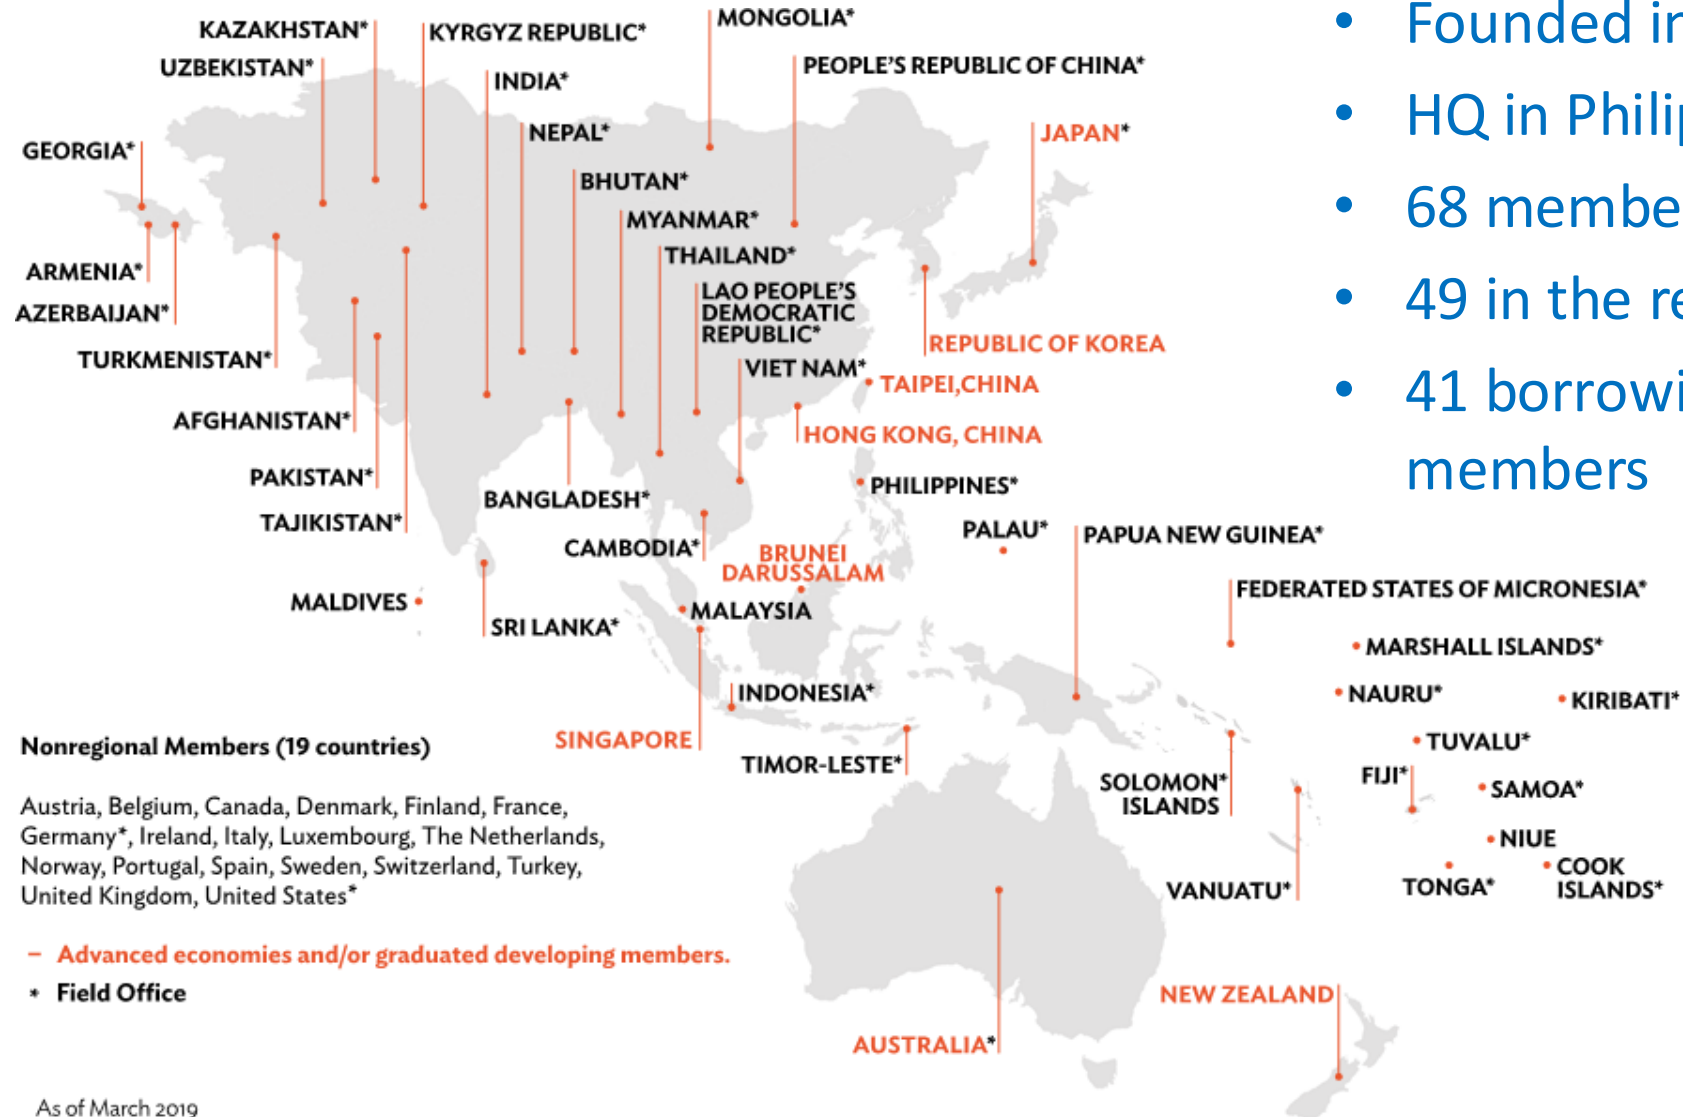 KAZAKHSTAN*
KYRGYZ REPUBLIC*
MONGOLIA*
UZBEKISTAN*
INDIA*
PEOPLE'S REPUBLIC OF CHINA*
NEPAL*
JAPAN*
GEORGIA*
BHUTAN*
MYANMAR*
THAILAND*
ARMENIA*
LAO PEOPLE'S
DEMOCRATIC
REPUBLIC*
AZERBAIJAN*
REPUBLIC OF KOREA
TURKMENISTAN*
VIET NAM*
TAIPEI,CHINA
AFGHANISTAN*
HONG KONG, CHINA
PAKISTAN*
PHILIPPINES*
BANGLADESH*
TAJIKISTAN*
PALAU*
PAPUA NEW GUINEA*
CAMBODIA*
BRUNEI
DARUSSALAM
FEDERATED STATES OF MICRONESIA*
MALDIVES
MALAYSIA
SRI LANKA*
MARSHALL ISLANDS*
INDONESIA*
NAURU*
KIRIBATI*
SINGAPORE
TUVALU*
TIMOR-LESTE*
FIJI*
SOLOMON*
ISLANDS
SAMOA*
NIUE
VANUATU*
TONGA*
COOK
ISLANDS*
NEW ZEALAND
AUSTRALIA*
Nonregional Members (19 countries)
Austria, Belgium, Canada, Denmark, Finland, France,
Germany*, Ireland, Italy, Luxembourg, The Netherlands,
Norway, Portugal, Spain, Sweden, Switzerland, Turkey,
United Kingdom, United States*
– Advanced economies and/or graduated developing members.
* Field Office
As of March 2019
• Founded
• HQ in
• 68
• 49 in the
• 41
members